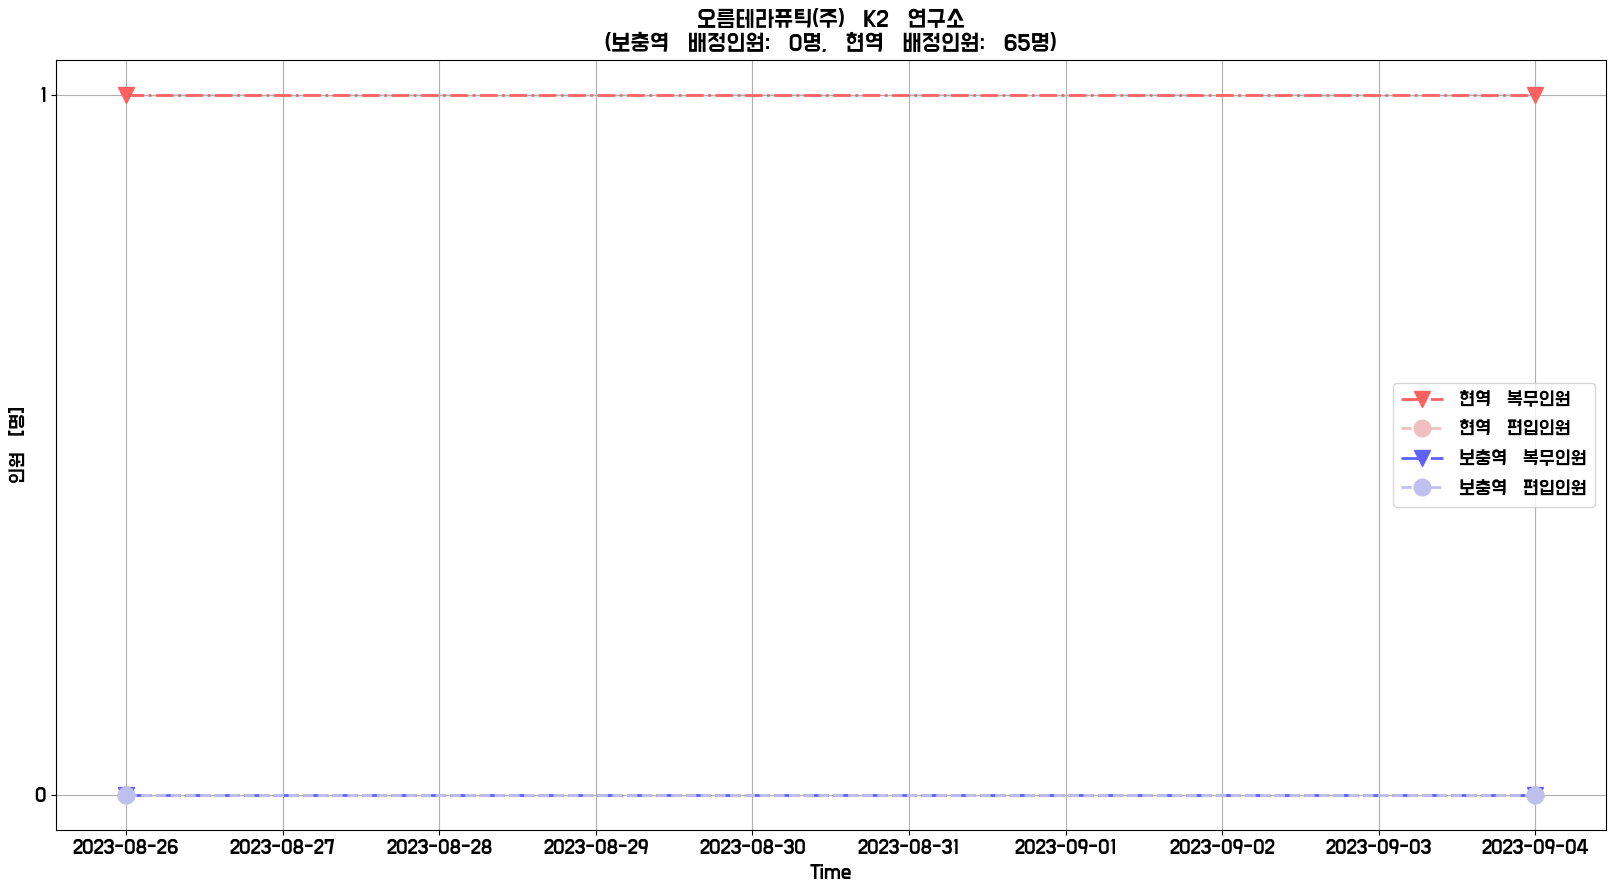 오름테라퓨틱(주) K2 연구소
(보충역 배정인원: 0명, 현역 배정인원: 65명)
1
0
인원 [명]
현역 복무인원
현역 편입인원
보충역 복무인원
보충역 편입인원
2023-08-26 2023-08-27 2023-08-28 2023-08-29 2023-08-30 2023-08-31 2023-09-01 2023-09-02 2023-09-03 2023-09-04
Time